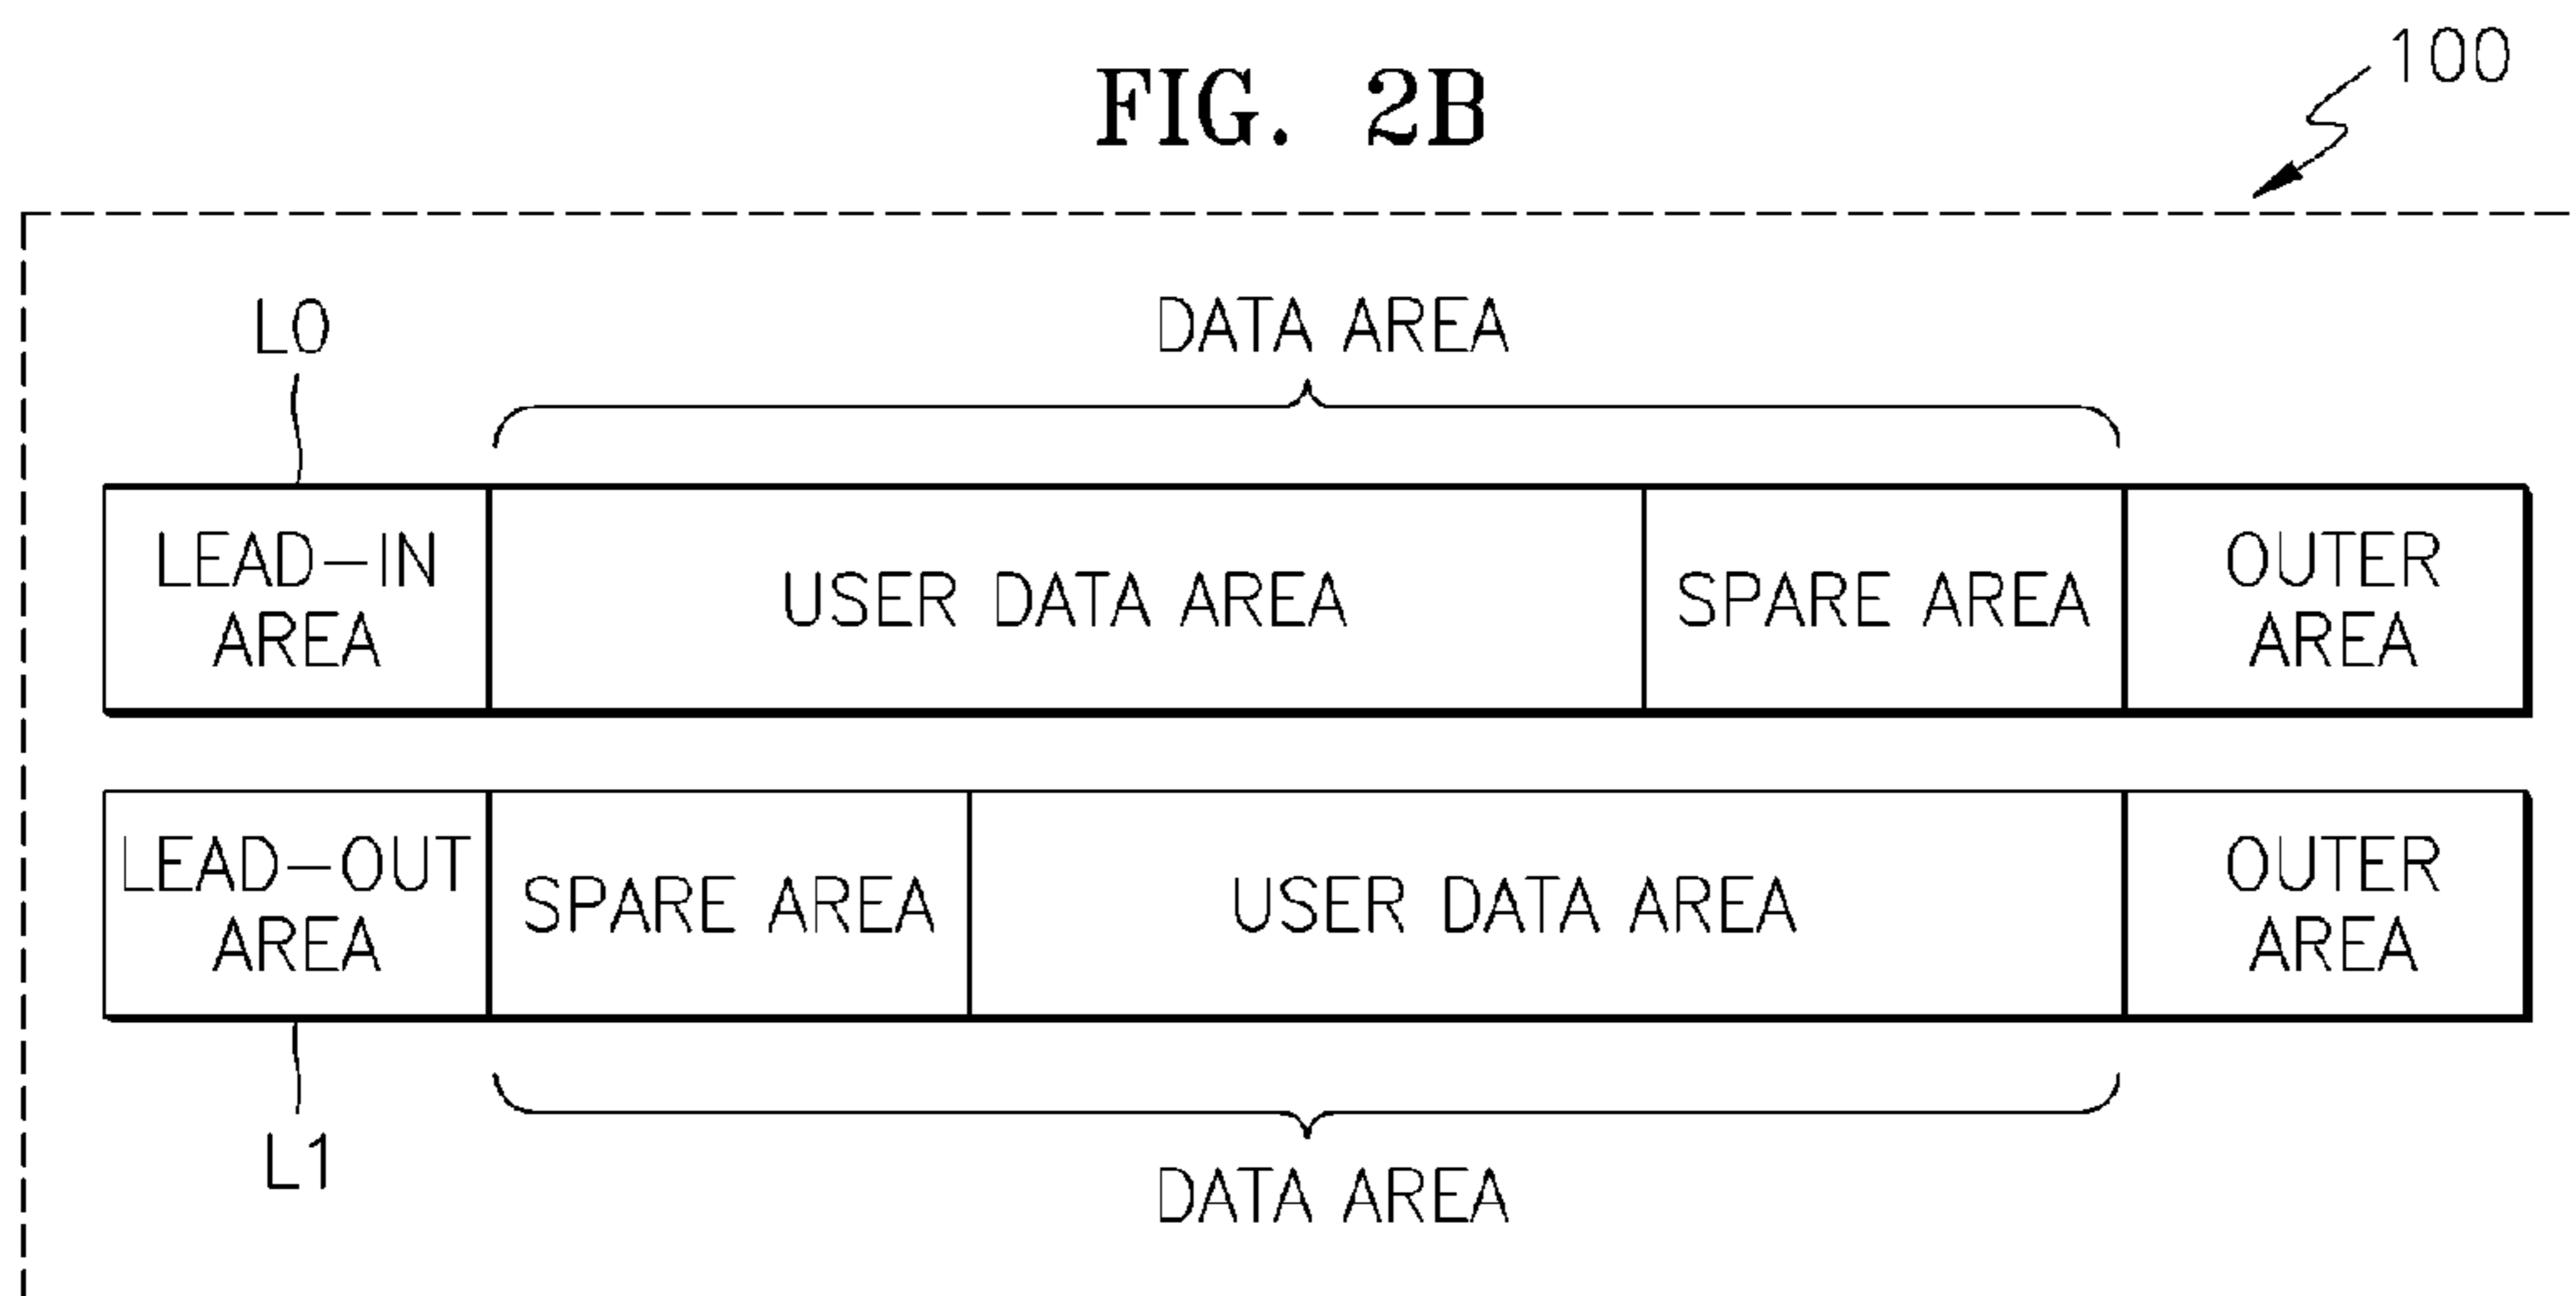 100
FIG. 2B
L0
DATA AREA
LEAD-IN
AREA
USER DATA AREA
SPARE AREA
OUTER
AREA
LEAD-OUT
AREA
SPARE AREA
USER DATA AREA
OUTER
AREA
L1
DATA AREA